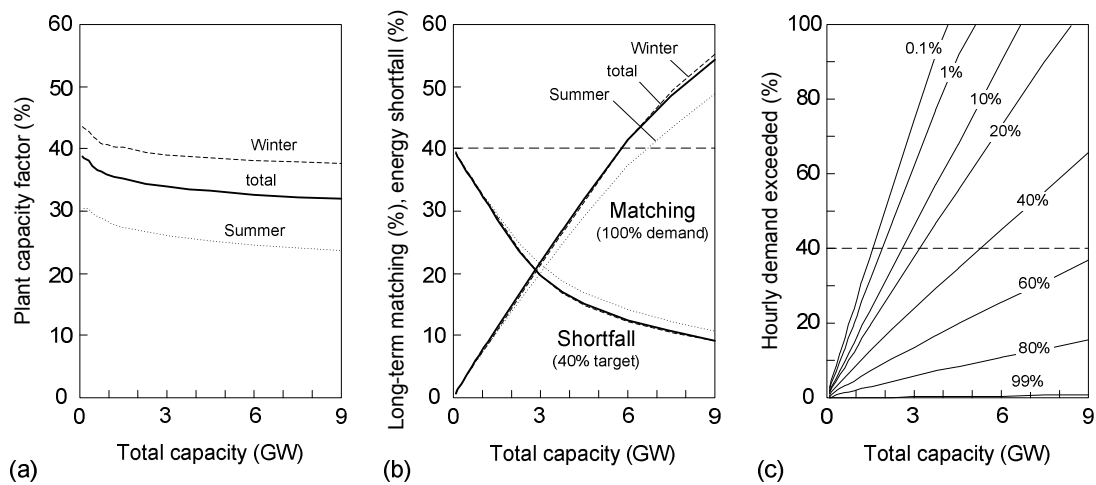 60
50
40
30
20
10
0
0
3
6
9
Plant capacity factor (%)
Winter
total
Summer
Total capacity (GW)
(a)
60
50
40
30
20
10
0
0
3
6
9
Long-term matching (%), energy shortfall (%)
Winter
total
Summer
Matching
(100% demand)
Shortfall
(40% target)
Total capacity (GW)
(b)
100
80
60
40
20
0
0
3
6
9
Hourly demand exceeded (%)
0.1%
1%
10%
20%
40%
60%
80%
99%
Total capacity (GW)
(c)